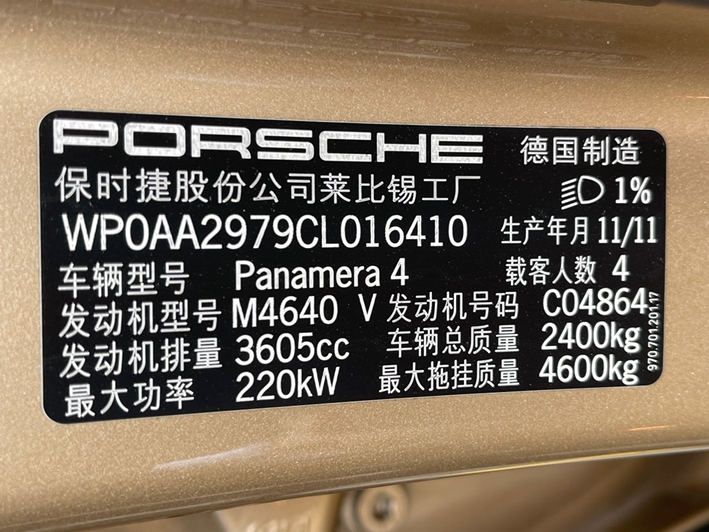 PORSCHE 德国制造
保时捷股份公司莱比锡工厂 1%
WP0AA2979CL016410 生产年月 11/11
车辆型号 Panamera 4 载客人数 4
发动机型号 M4640 V 发动机号码 C04864
发动机排量 3605cc 车辆总质量 2400kg
最大功率 220kW 最大拖挂质量 4600kg
970.701.201.17